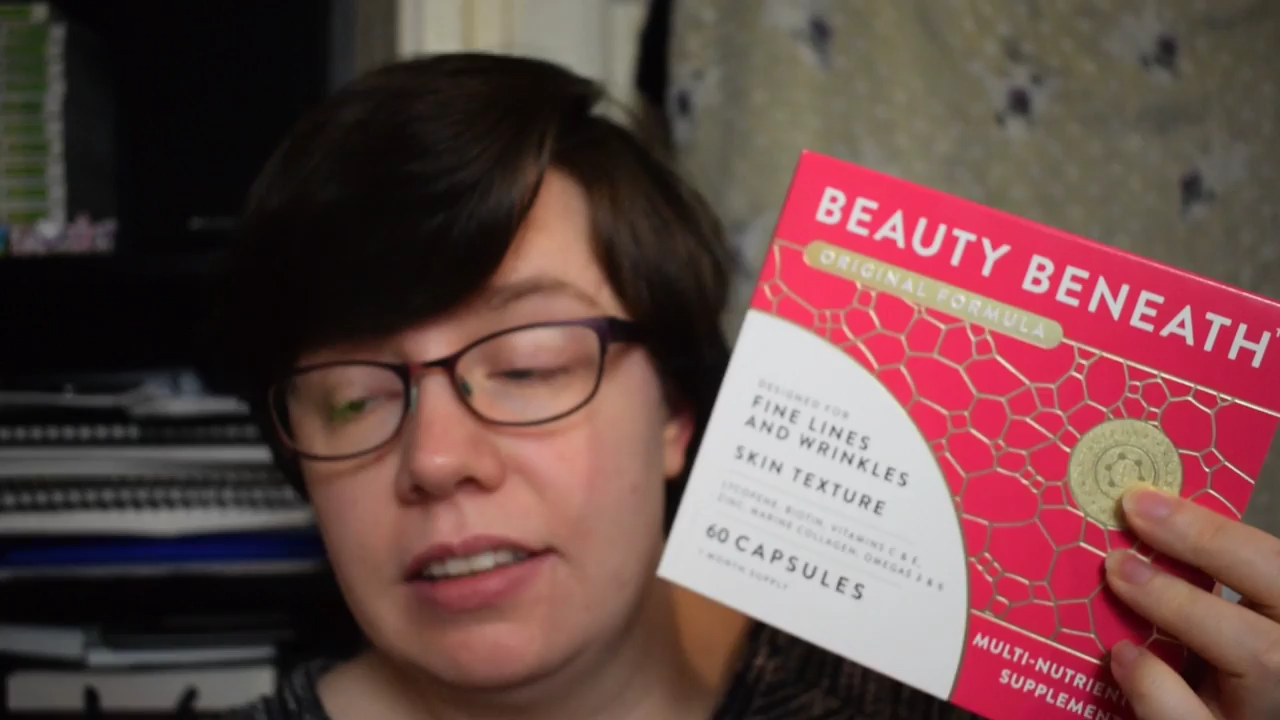 BEAUTY BENEATH
ORIGINAL FORMULA
DESIGNED FOR
FINE LINES
AND WRINKLES
SKIN TEXTURE
LYCOPENE, BIOTIN, VITAMINS C & E,
ZINC, MARINE COLLAGEN, OMEGAS 3 & 6
60 CAPSULES
1 MONTH SUPPLY
MULTI-NUTRIENT
SUPPLEMENT